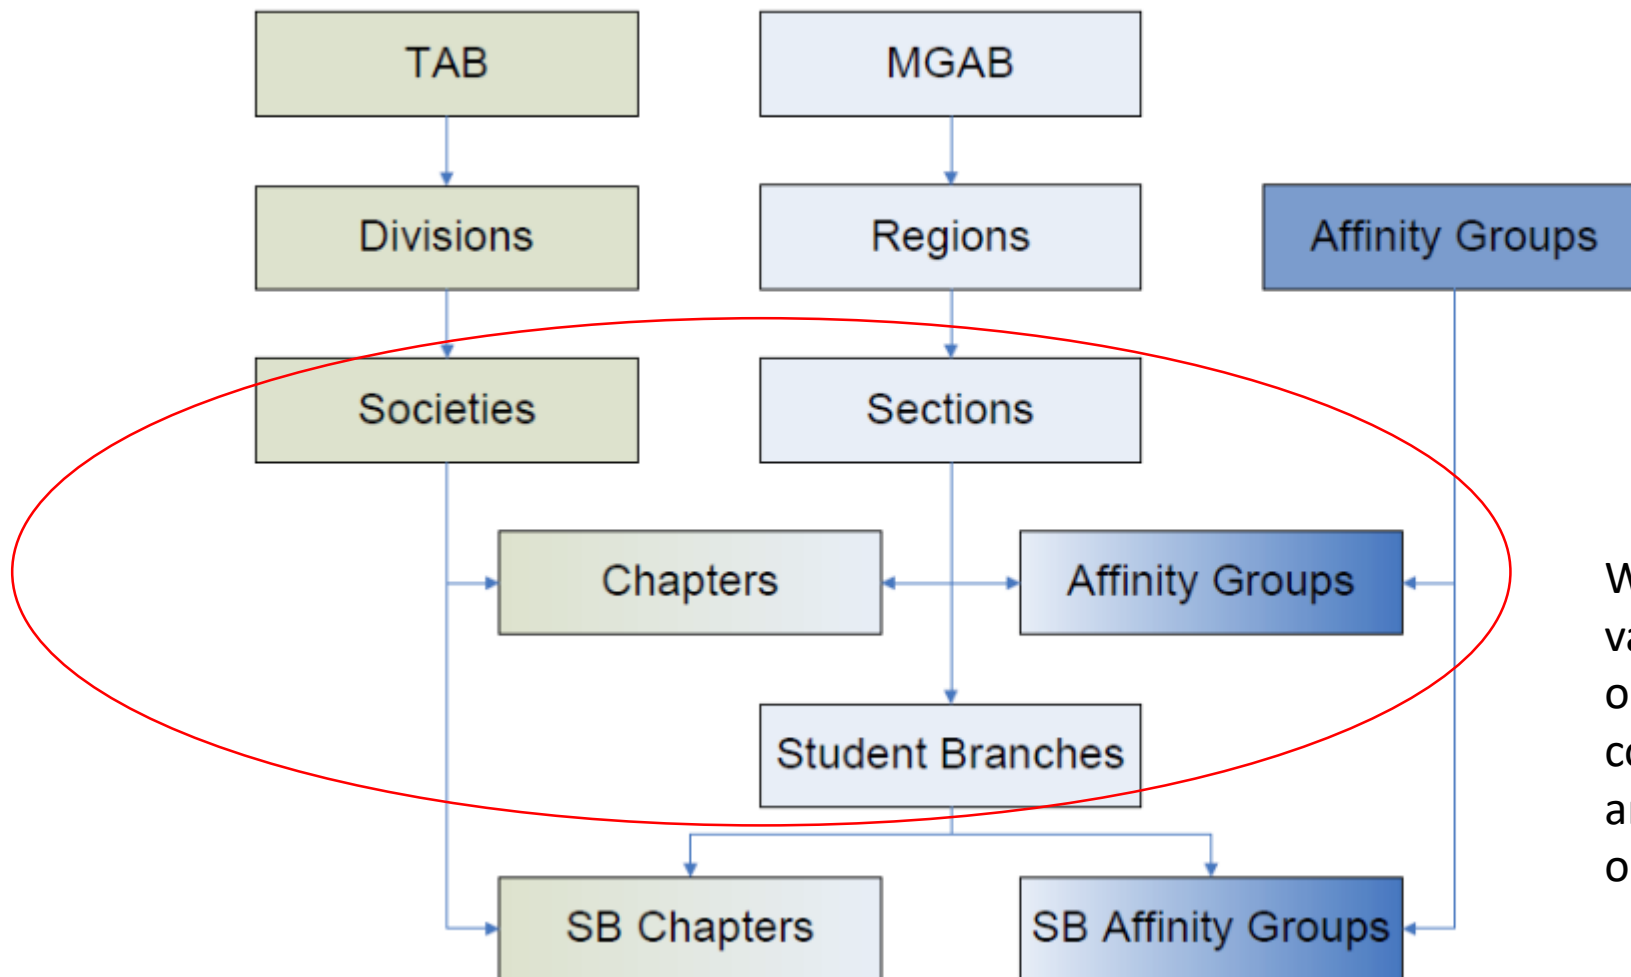 TAB
MGAB
Divisions
Regions
Affinity Groups
Societies
Sections
Chapters
Affinity Groups
Student Branches
SB Chapters
SB Affinity Groups